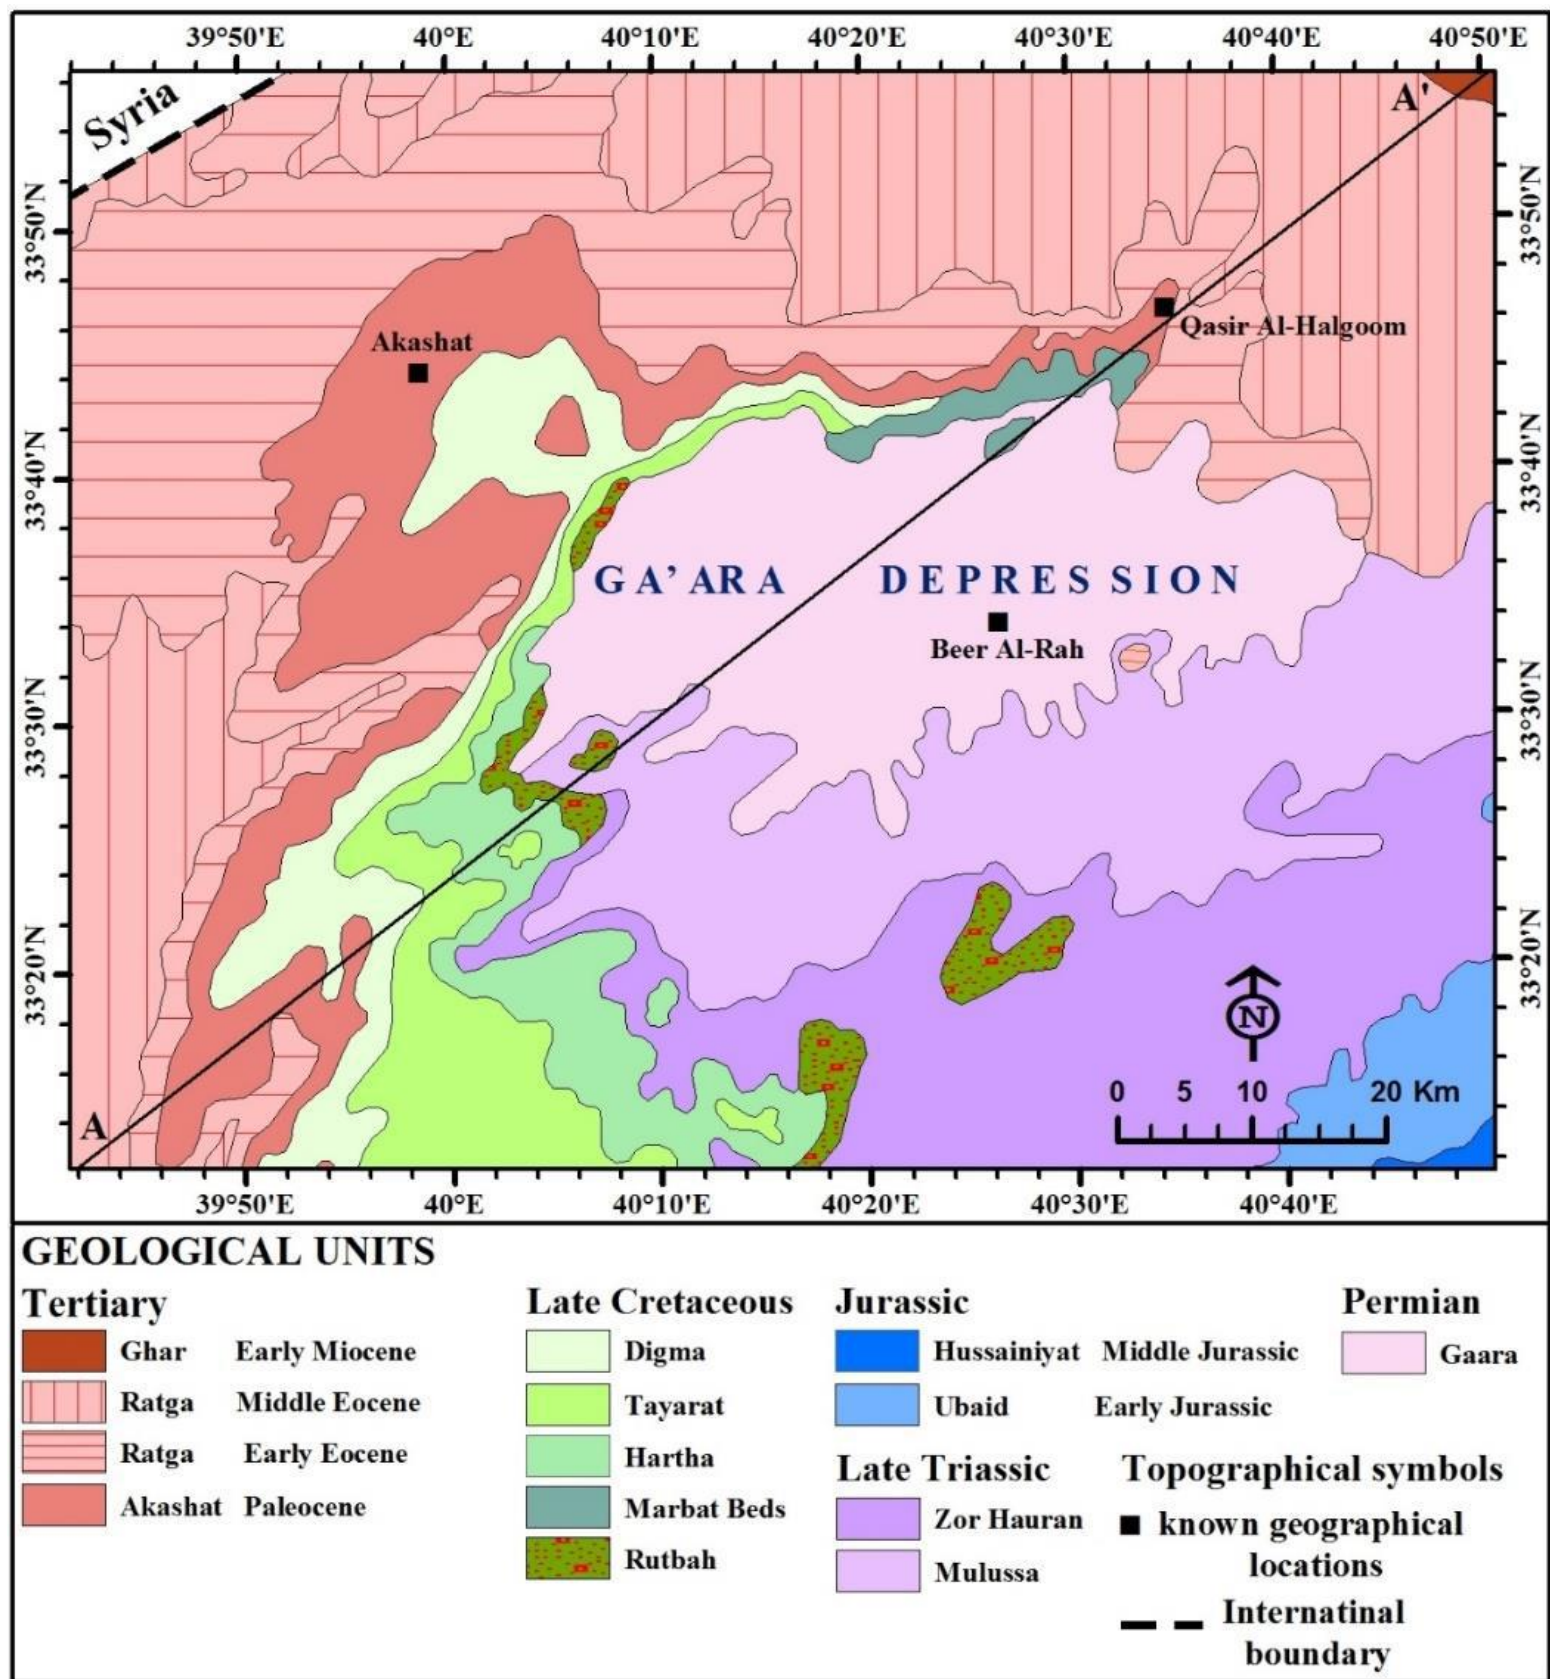 39°50'E 40°E 40°10'E 40°20'E 40°30'E 40°40'E 40°50'E
Syria
A'
33°50'N
33°50'N
Akashat
Qasir Al-Halgoom
33°40'N
33°40'N
GA'ARA DEPRESSION
Beer Al-Rah
33°30'N
33°30'N
33°20'N
33°20'N
N
0 5 10 20 Km
A
39°50'E 40°E 40°10'E 40°20'E 40°30'E 40°40'E
GEOLOGICAL UNITS
Tertiary
Ghar Early Miocene
Ratga Middle Eocene
Ratga Early Eocene
Akashat Paleocene
Late Cretaceous
Digma
Tayarat
Hartha
Marbat Beds
Rutbah
Jurassic
Hussainiyat Middle Jurassic
Ubaid Early Jurassic
Late Triassic
Zor Hauran
Mulussa
Permian
Gaara
Topographical symbols
known geographical
locations
Internatinal
boundary